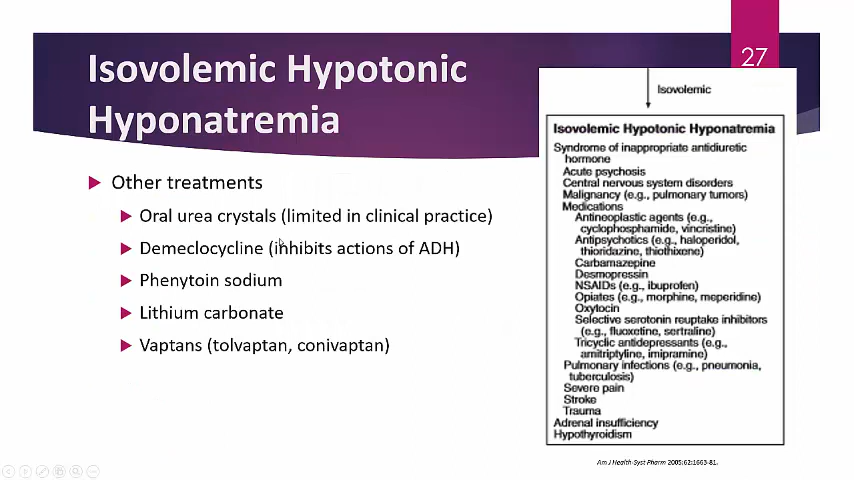 27
Isovolemic Hypotonic
Hyponatremia
Other treatments
Oral urea crystals (limited in clinical practice)
Demeclocycline (inhibits actions of ADH)
Phenytoin sodium
Lithium carbonate
Vaptans (tolvaptan, conivaptan)
Isovolemic
Isovolemic Hypotonic Hyponatremia
Syndrome of inappropriate antidiuretic
hormone
Acute psychosis
Central nervous system disorders
Malignancy (e.g., pulmonary tumors)
Medications
Antineoplastic agents (e.g.,
cyclophosphamide, vincristine)
Antipsychotics (e.g., haloperidol,
thioridazine, thiothixene)
Carbamazepine
Desmopressin
NSAIDs (e.g., ibuprofen)
Opiates (e.g., morphine, meperidine)
Oxytocin
Selective serotonin reuptake inhibitors
(e.g., fluoxetine, sertraline)
Tricyclic antidepressants (e.g.,
amitriptyline, imipramine)
Pulmonary infections (e.g., pneumonia,
tuberculosis)
Severe pain
Stroke
Trauma
Adrenal insufficiency
Hypothyroidism
Am J Health-Syst Pharm 2005;62:1663-81.